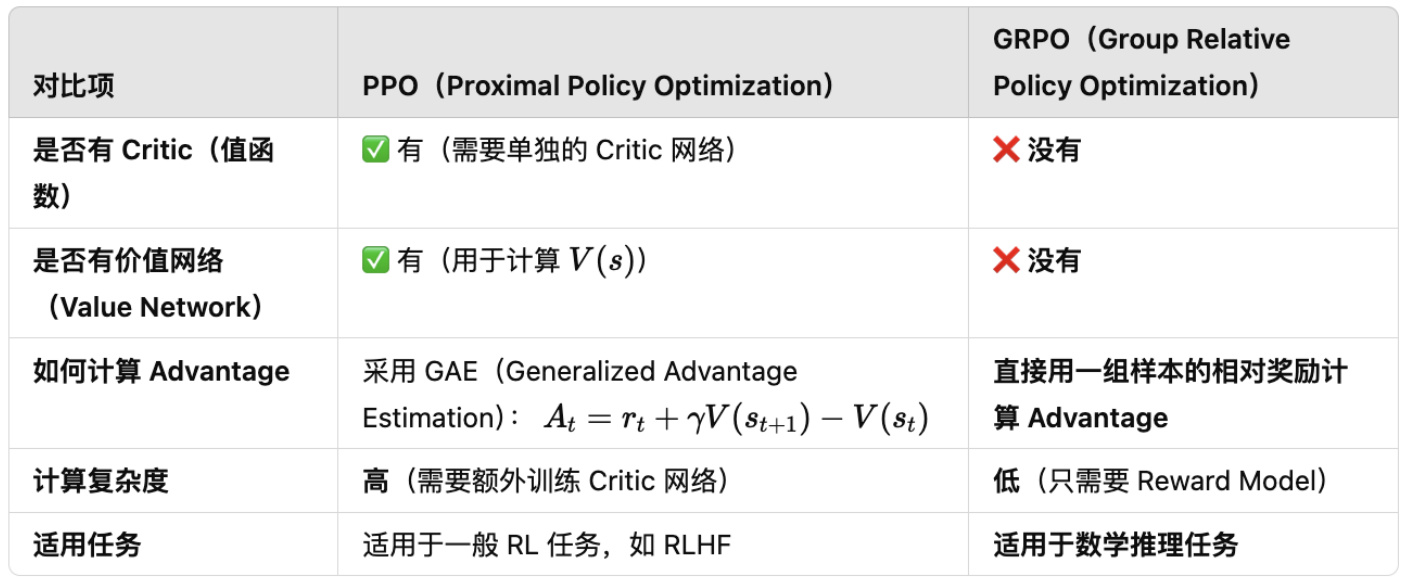 对比项
PPO（Proximal Policy Optimization）
GRPO（Group Relative
Policy Optimization）
是否有 Critic（值函
数）
✅ 有（需要单独的 Critic 网络）
❌ 没有
是否有价值网络
（Value Network）
✅ 有（用于计算 V(s)）
❌ 没有
如何计算 Advantage
采用 GAE（Generalized Advantage
Estimation）： A_t = r_t + γV(s_{t+1}) − V(s_t)
直接用一组样本的相对奖励计
算 Advantage
计算复杂度
高（需要额外训练 Critic 网络）
低（只需要 Reward Model）
适用任务
适用于一般 RL 任务，如 RLHF
适用于数学推理任务